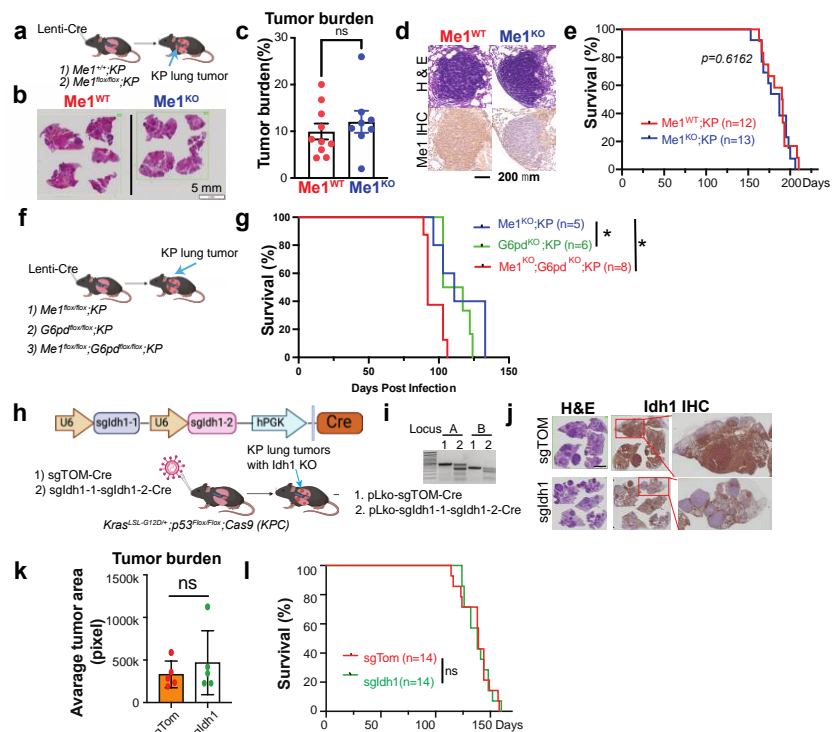 a
Lenti-Cre
KP lung tumor
1) Me1+/+;KP
2) Me1flox/flox;KP
b
Me1WT
Me1KO
5 mm
c
Tumor burden
ns
Tumor burden(%)
30
20
10
0
Me1WT
Me1KO
d
Me1WT
Me1KO
H & E
Me1 IHC
200 mm
e
Survival (%)
100
80
60
40
20
0
p=0.6162
Me1WT;KP (n=12)
Me1KO;KP (n=13)
0
50
100
150
200
Days
f
KP lung tumor
Lenti-Cre
1) Me1flox/flox;KP
2) G6pdflox/flox;KP
3) Me1flox/flox;G6pdflox/flox;KP
g
Survival (%)
100
80
60
40
20
0
Me1KO;KP (n=5)
G6pdKO;KP (n=6)
Me1KO;G6pd KO;KP (n=8)
*
*
0
50
100
150
Days Post Infection
h
U6
sgIdh1-1
U6
sgIdh1-2
hPGK
Cre
1) sgTOM-Cre
2) sgIdh1-1-sgIdh1-2-Cre
KP lung tumors
with Idh1 KO
KrasLSL-G12D/+;p53Flox/Flox;Cas9 (KPC)
i
Locus A B
1 2 1 2
1. pLko-sgTOM-Cre
2. pLko-sgIdh1-1-sgIdh1-2-Cre
j
H&E
Idh1 IHC
sgTOM
sgIdh1
k
Tumor burden
ns
Avarage tumor area
(pixel)
1500k
1000k
500k
0
gTom
gIdh1
l
Survival (%)
100
80
60
40
20
0
sgTom (n=14)
sgIdh1(n=14)
ns
0
50
100
150
Days